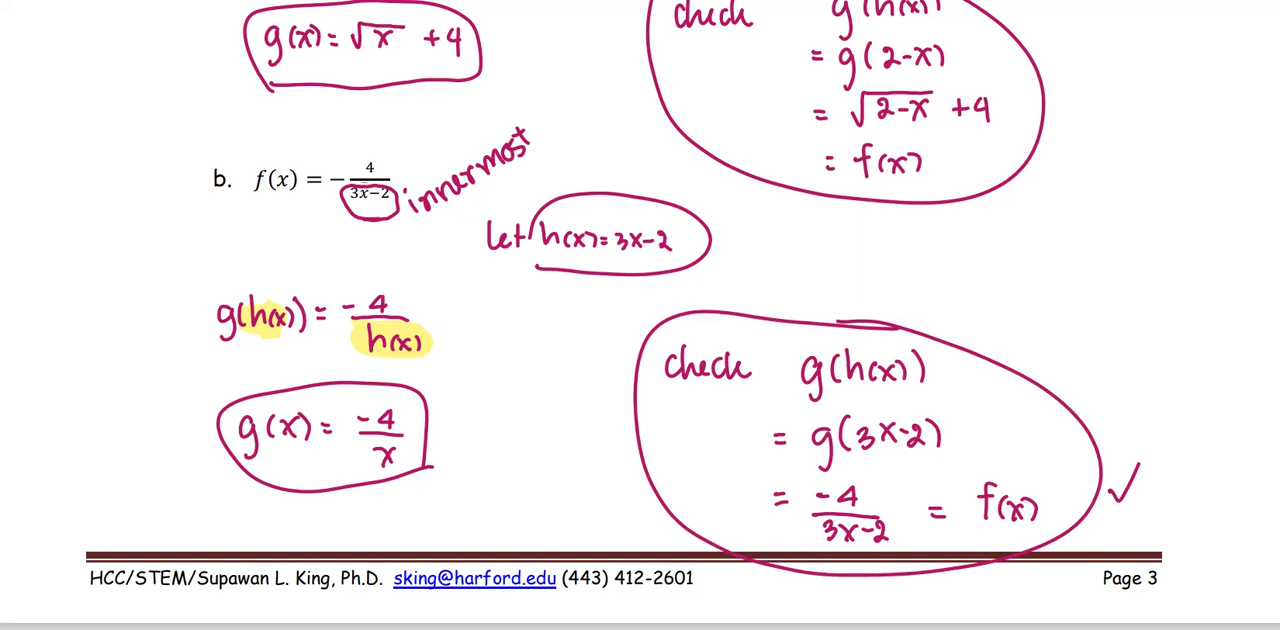 g(x) = √x + 4
check g(h(x))
= g(2-x)
= √2-x + 4
= f(x)
b. f(x) = − 4/3x−2 innermost
let h(x) = 3x-2
g(h(x)) = -4/h(x)
g(x) = -4/x
check g(h(x))
= g(3x-2)
= -4/3x-2 = f(x) ✓
HCC/STEM/Supawan L. King, Ph.D. sking@harford.edu (443) 412-2601 Page 3